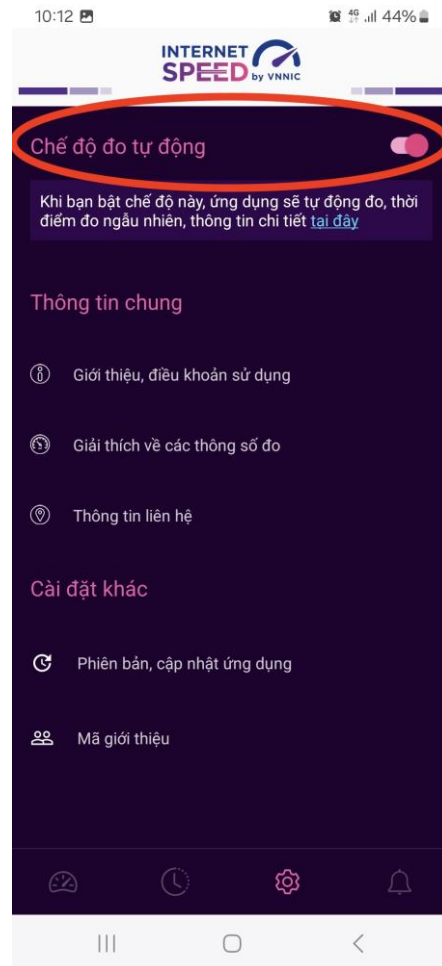 10:12 4G 44%
INTERNET
SPEED by VNNIC
Chế độ đo tự động
Khi bạn bật chế độ này, ứng dụng sẽ tự động đo, thời
điểm đo ngẫu nhiên, thông tin chi tiết tại đây
Thông tin chung
Giới thiệu, điều khoản sử dụng
Giải thích về các thông số đo
Thông tin liên hệ
Cài đặt khác
Phiên bản, cập nhật ứng dụng
Mã giới thiệu